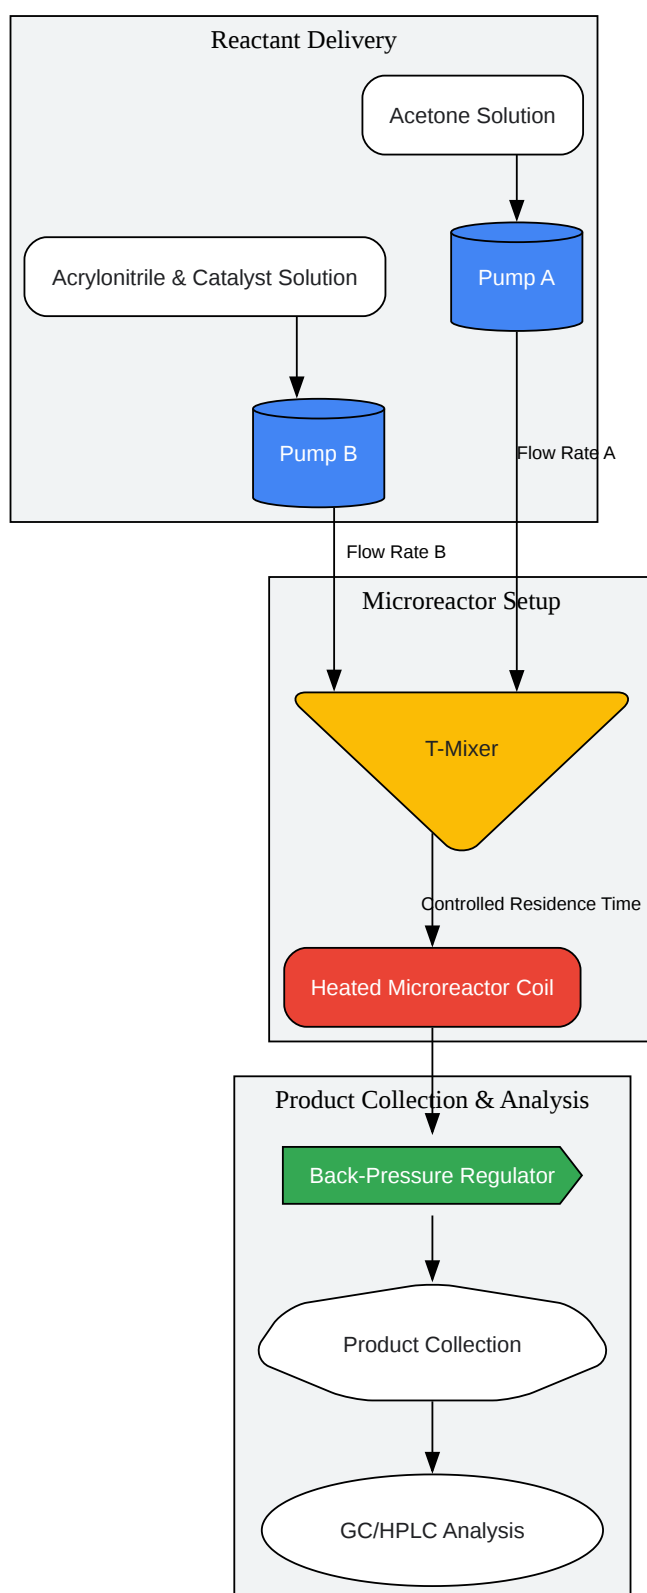 Reactant Delivery
Acetone Solution
Acrylonitrile & Catalyst Solution
Pump A
Pump B
Flow Rate A
Flow Rate B
Microreactor Setup
T-Mixer
Controlled Residence Time
Heated Microreactor Coil
Product Collection & Analysis
Back-Pressure Regulator
Product Collection
GC/HPLC Analysis